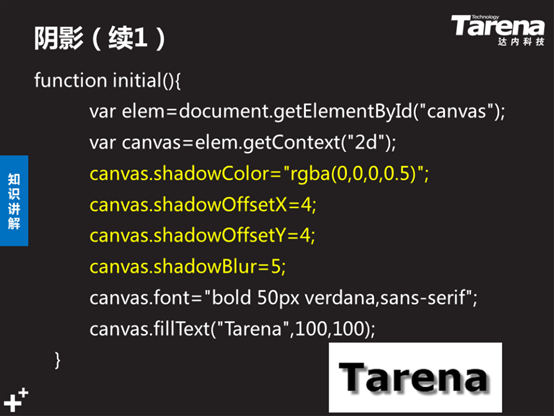 阴影（续1）
Technology
Tarena
达内科技
function initial(){
var elem=document.getElementById("canvas");
var canvas=elem.getContext("2d");
canvas.shadowColor="rgba(0,0,0,0.5)";
canvas.shadowOffsetX=4;
canvas.shadowOffsetY=4;
canvas.shadowBlur=5;
canvas.font="bold 50px verdana,sans-serif";
canvas.fillText("Tarena",100,100);
}
知识讲解
Tarena